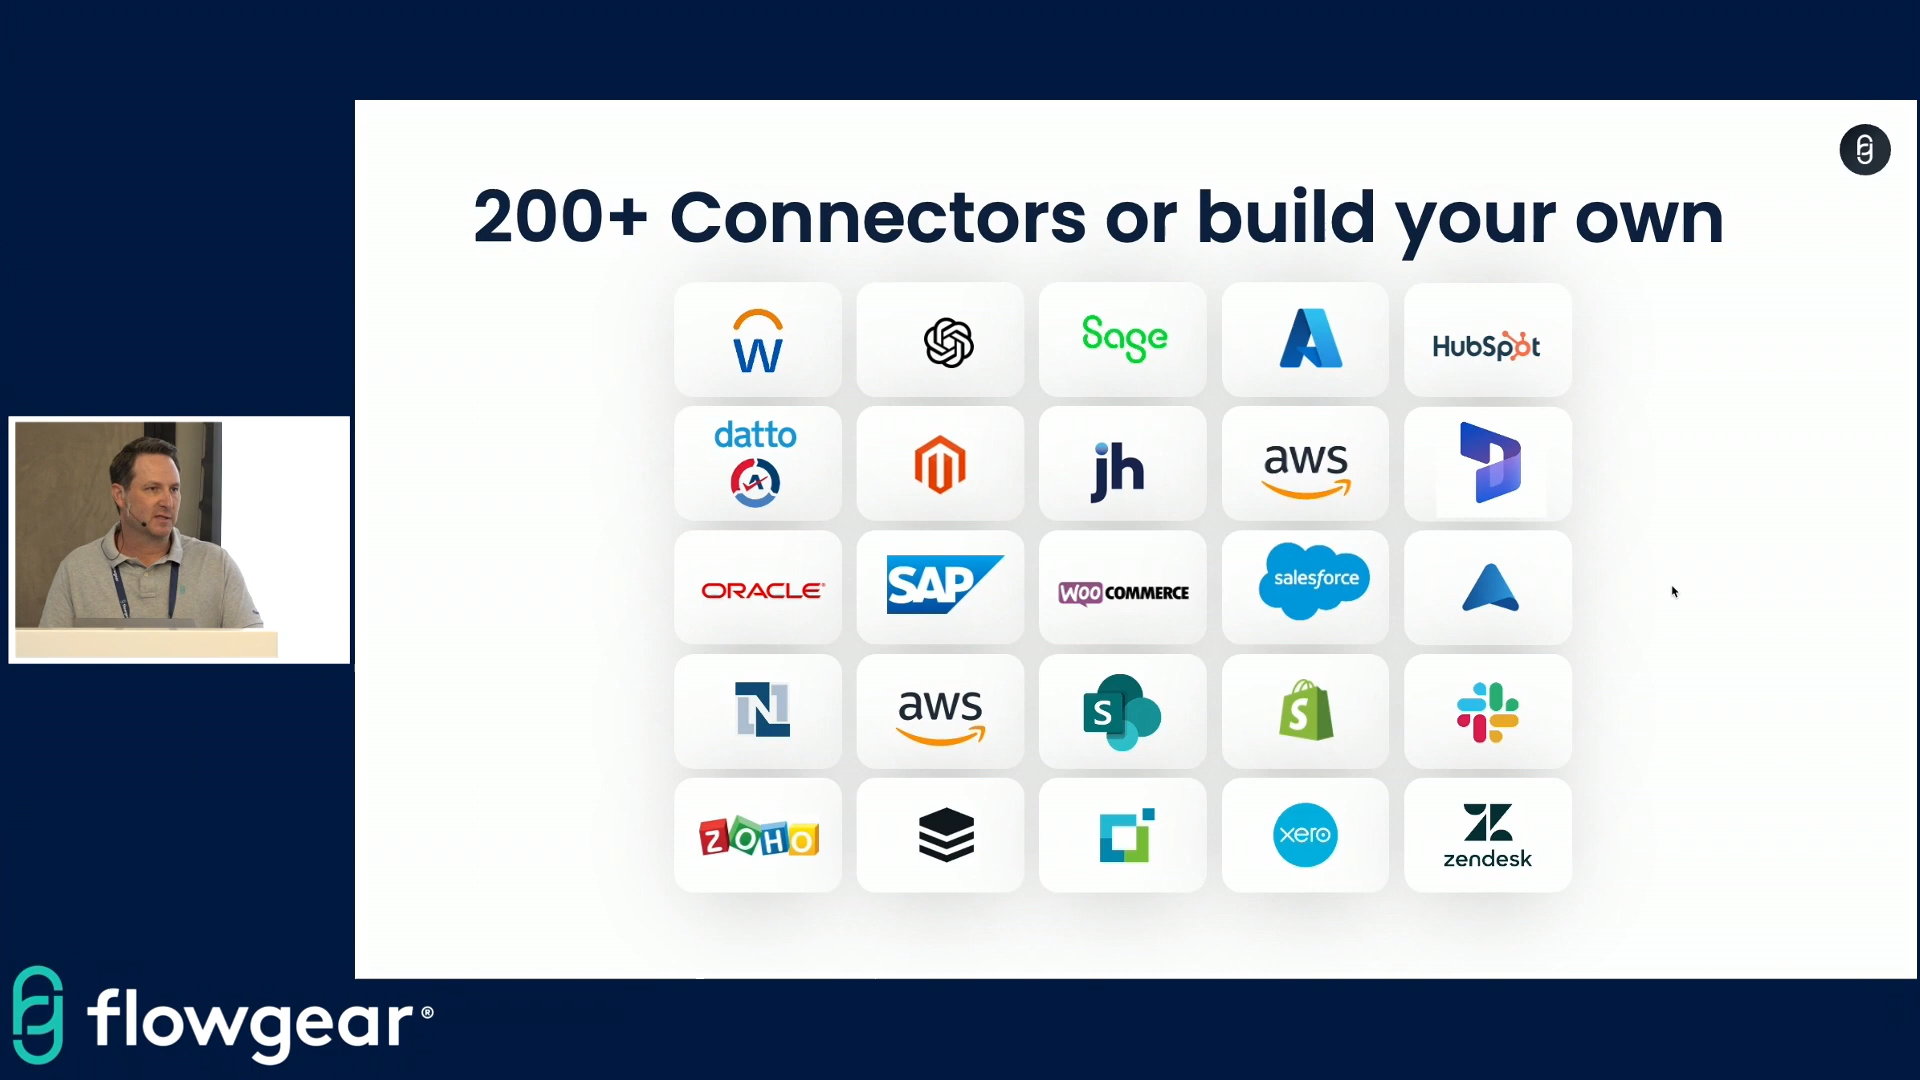 200+ Connectors or build your own
W
Sage
HubSpot
datto
A
jh
aws
D
ORACLE®
SAP
WOO COMMERCE
salesforce
N
aws
S
S
ZOHO
xero
zendesk
flowgear®